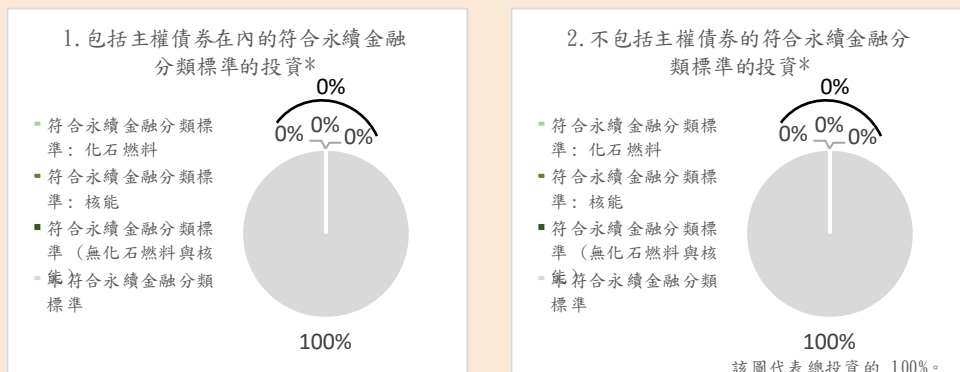 1.包括主權債券在內的符合永續金融
分類標準的投資*
0%
0% 0% 0%
符合永續金融分類標
準：化石燃料
符合永續金融分類標
準：核能
符合永續金融分類標
準（無化石燃料與核
能）
未符合永續金融分類
標準
100%
2.不包括主權債券的符合永續金融分
類標準的投資*
0%
0% 0% 0%
符合永續金融分類標
準：化石燃料
符合永續金融分類標
準：核能
符合永續金融分類標
準（無化石燃料與核
能）
未符合永續金融分類
標準
100%
該圖代表總投資的 100%。